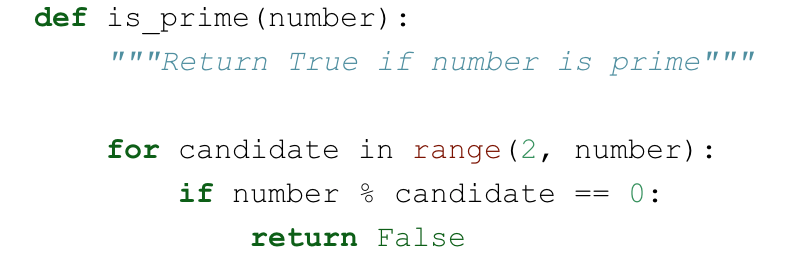 def is_prime(number):
    """Return True if number is prime"""

    for candidate in range(2, number):
        if number % candidate == 0:
            return False